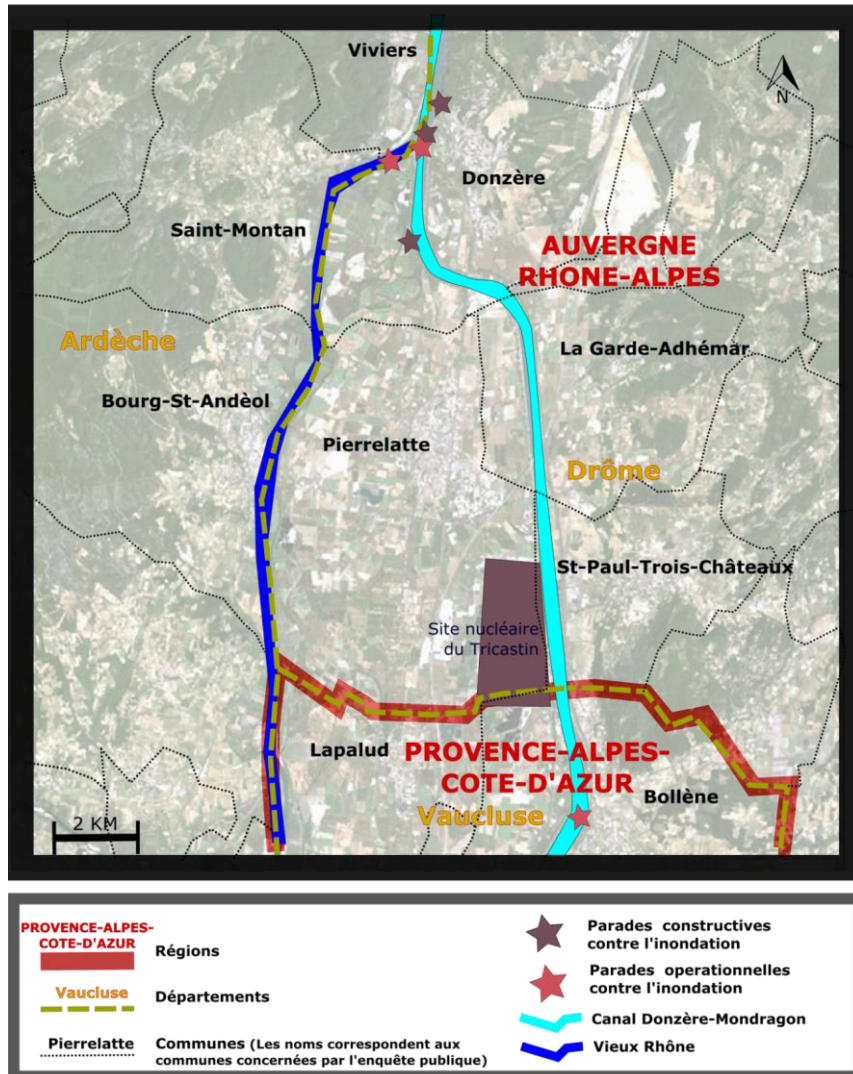 Viviers
N
Donzère
Saint-Montan
AUVERGNE
RHONE-ALPES
Ardèche
La Garde-Adhémar
Bourg-St-Andèol
Pierrelatte
Drôme
St-Paul-Trois-Châteaux
Site nucléaire
du Tricastin
Lapalud
PROVENCE-ALPES-
COTE-D'AZUR
Bollène
Vaucluse
2 KM
PROVENCE-ALPES-
COTE-D'AZUR
Régions
Vaucluse
Départements
Pierrelatte
Communes (Les noms correspondent aux
communes concernées par l'enquête publique)
Parades constructives
contre l'inondation
Parades operationnelles
contre l'inondation
Canal Donzère-Mondragon
Vieux Rhône